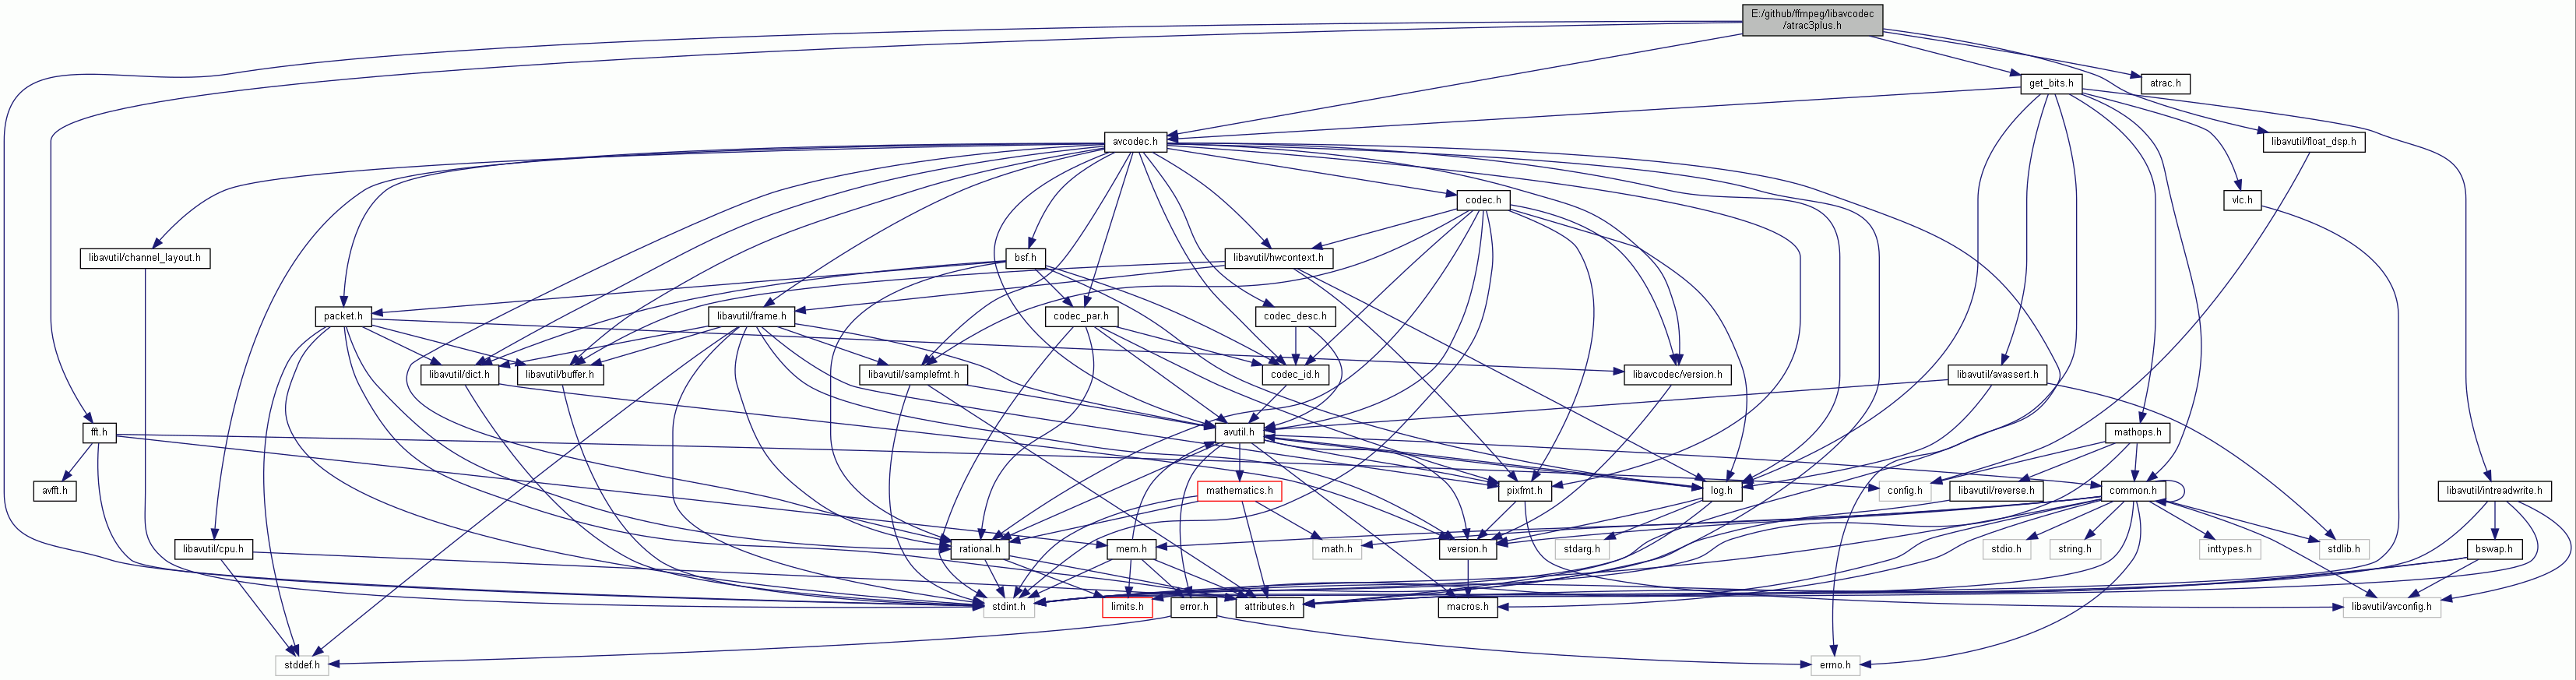 E:/github/ffmpeg/libavcodec
/atrac3plus.h
get_bits.h
atrac.h
avcodec.h
libavutil/float_dsp.h
codec.h
vlc.h
libavutil/channel_layout.h
bsf.h
libavutil/hwcontext.h
packet.h
libavutil/frame.h
codec_par.h
codec_desc.h
libavutil/dict.h
libavutil/buffer.h
libavutil/samplefmt.h
codec_id.h
libavcodec/version.h
libavutil/avassert.h
fft.h
avutil.h
mathops.h
avfft.h
mathematics.h
pixfmt.h
log.h
config.h
libavutil/reverse.h
common.h
libavutil/intreadwrite.h
libavutil/cpu.h
rational.h
mem.h
math.h
version.h
stdarg.h
stdio.h
string.h
inttypes.h
stdlib.h
bswap.h
stdint.h
limits.h
error.h
attributes.h
macros.h
libavutil/avconfig.h
stddef.h
errno.h